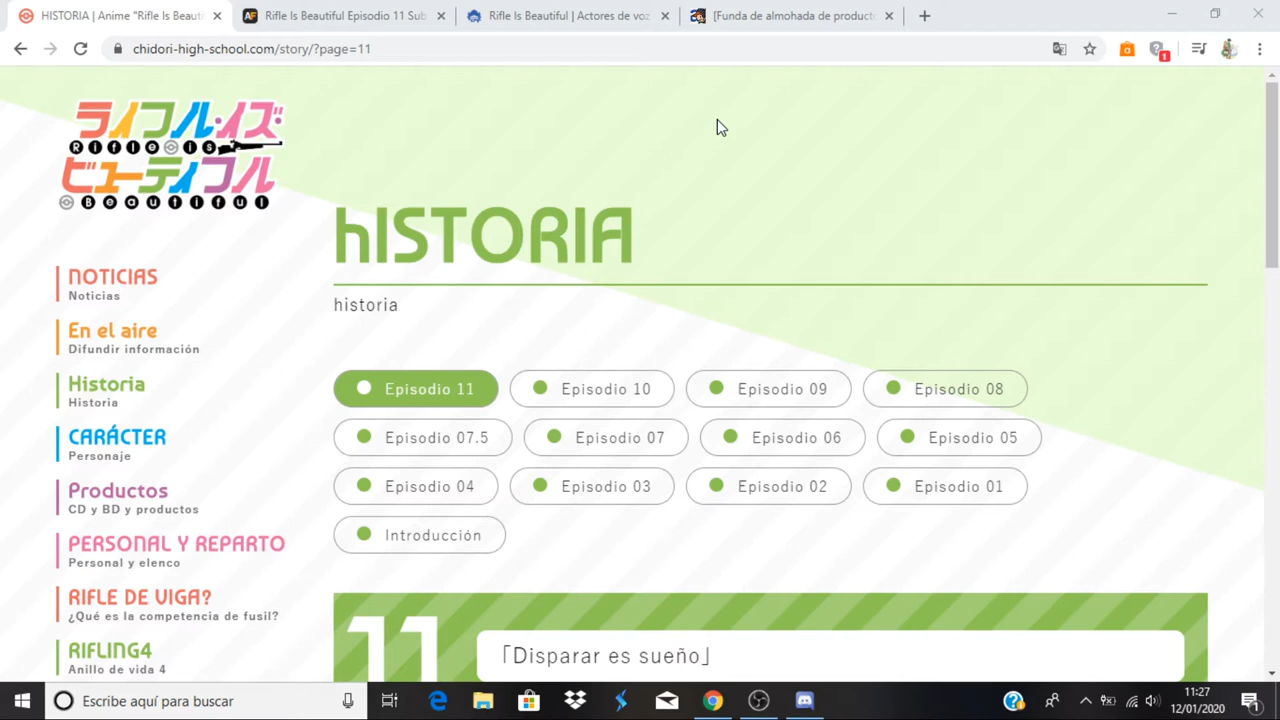 HISTORIA | Anime "Rifle Is Beaut
Rifle Is Beautiful Episodio 11 Sub
Rifle Is Beautiful | Actores de voz
[Funda de almohada de product
chidori-high-school.com/story/?page=11
1
ライフル・イズ
Rifle is
ビューティフル
Beautiful
hISTORIA
historia
NOTICIAS
Noticias
En el aire
Difundir información
Historia
Historia
CARÁCTER
Personaje
Productos
CD y BD y productos
PERSONAL Y REPARTO
Personal y elenco
RIFLE DE VIGA?
¿Qué es la competencia de fusil?
RIFLING4
Anillo de vida 4
Episodio 11
Episodio 10
Episodio 09
Episodio 08
Episodio 07.5
Episodio 07
Episodio 06
Episodio 05
Episodio 04
Episodio 03
Episodio 02
Episodio 01
Introducción
11
「Disparar es sueño」
Escribe aquí para buscar
11:27
12/01/2020
1